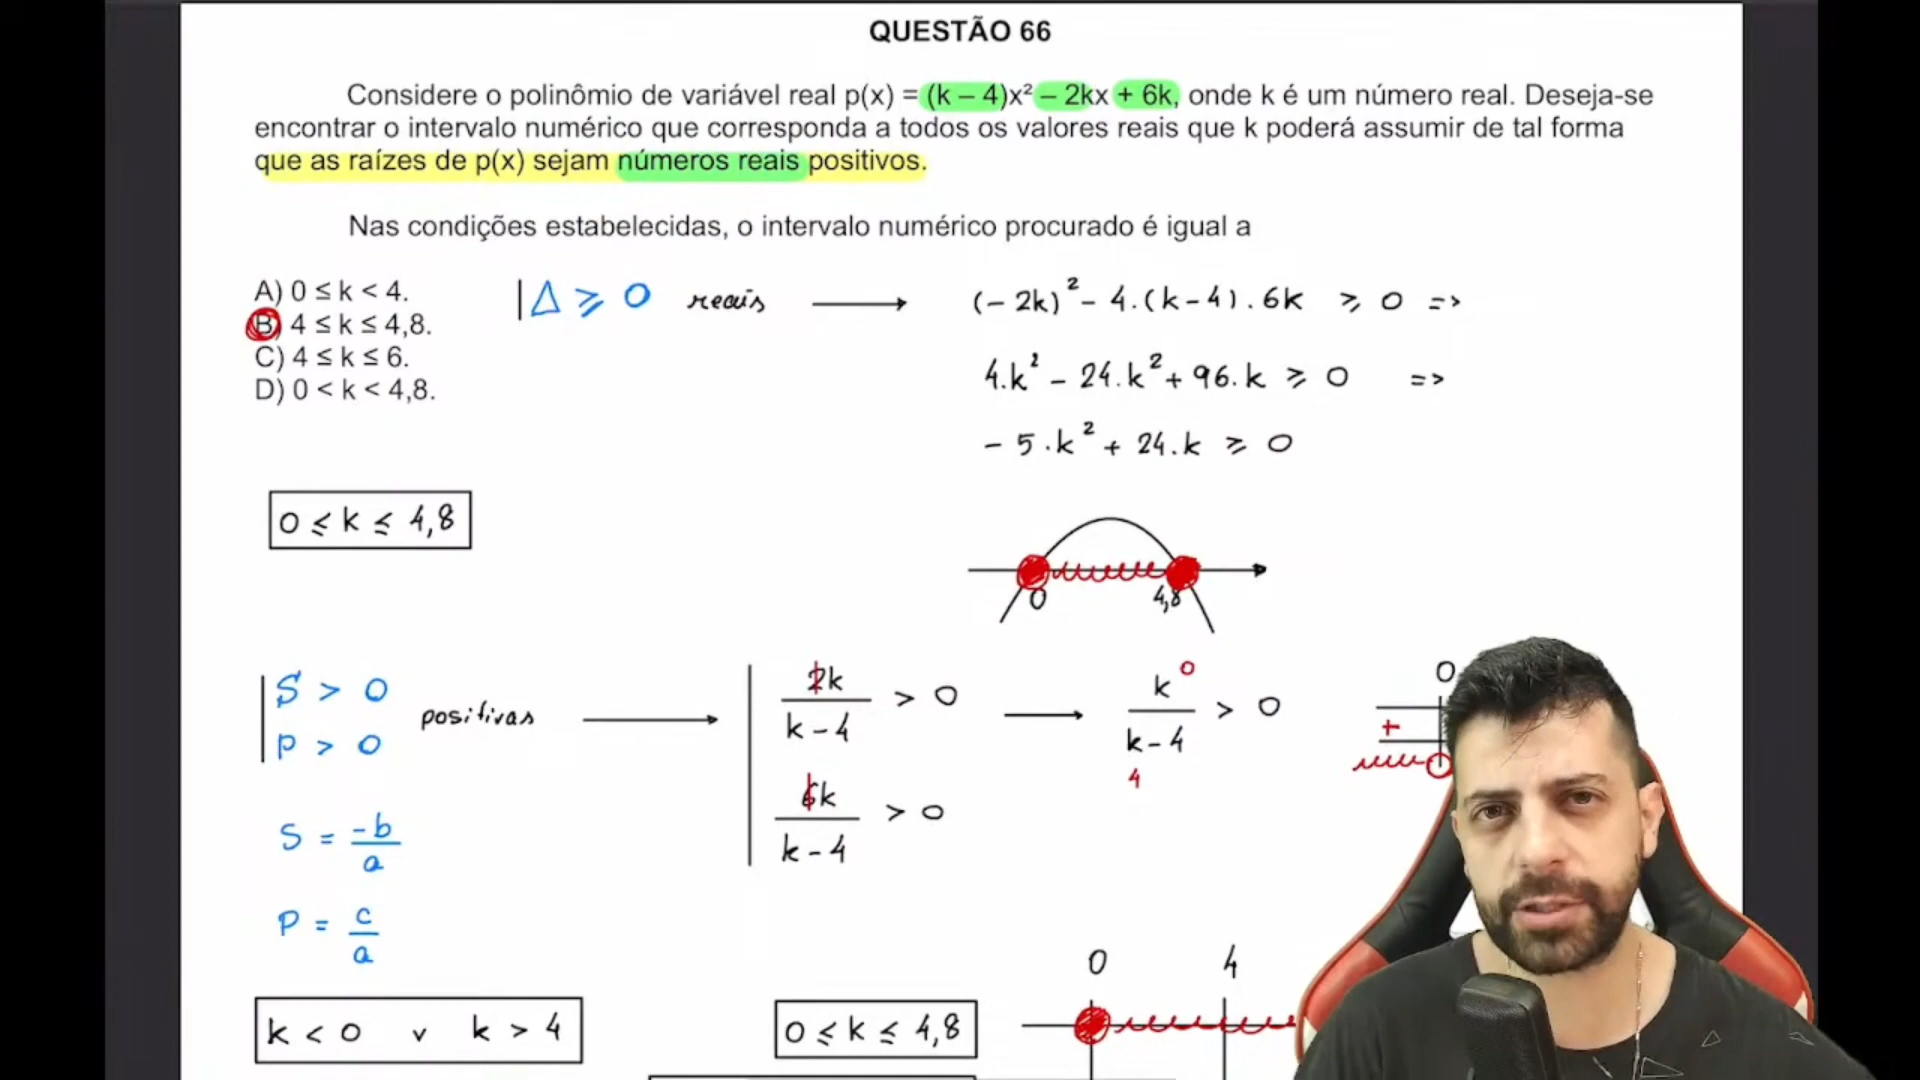 QUESTÃO 66
Considere o polinômio de variável real p(x) = (k – 4)x² – 2kx + 6k, onde k é um número real. Deseja-se
encontrar o intervalo numérico que corresponda a todos os valores reais que k poderá assumir de tal forma
que as raízes de p(x) sejam números reais positivos.
Nas condições estabelecidas, o intervalo numérico procurado é igual a
A) 0 ≤ k < 4.
B) 4 ≤ k ≤ 4,8.
C) 4 ≤ k ≤ 6.
D) 0 < k < 4,8.
Δ ≥ 0 reais → (-2k)² - 4.(k-4).6k ≥ 0 =>
4.k² - 24.k² + 96.k ≥ 0 =>
-5.k² + 24.k ≥ 0
0 ≤ k ≤ 4,8
0 4,8
S > 0
P > 0
positivas →
2k/(k-4) > 0 → k/(k-4) > 0
0
4
6k/(k-4) > 0
0
+
S = -b/a
P = c/a
k < 0 v k > 4
0 ≤ k ≤ 4,8
0 4